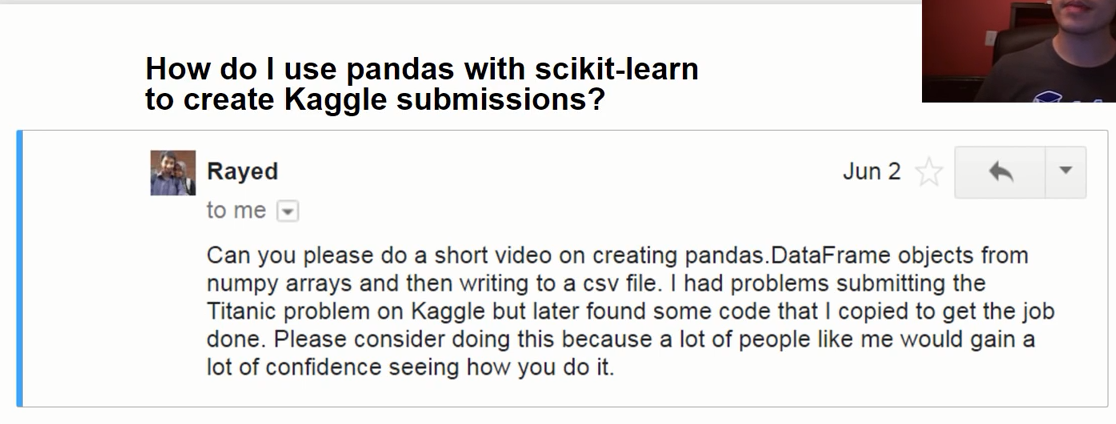 How do I use pandas with scikit-learn
to create Kaggle submissions?
Rayed
Jun 2
to me
Can you please do a short video on creating pandas.DataFrame objects from
numpy arrays and then writing to a csv file. I had problems submitting the
Titanic problem on Kaggle but later found some code that I copied to get the job
done. Please consider doing this because a lot of people like me would gain a
lot of confidence seeing how you do it.